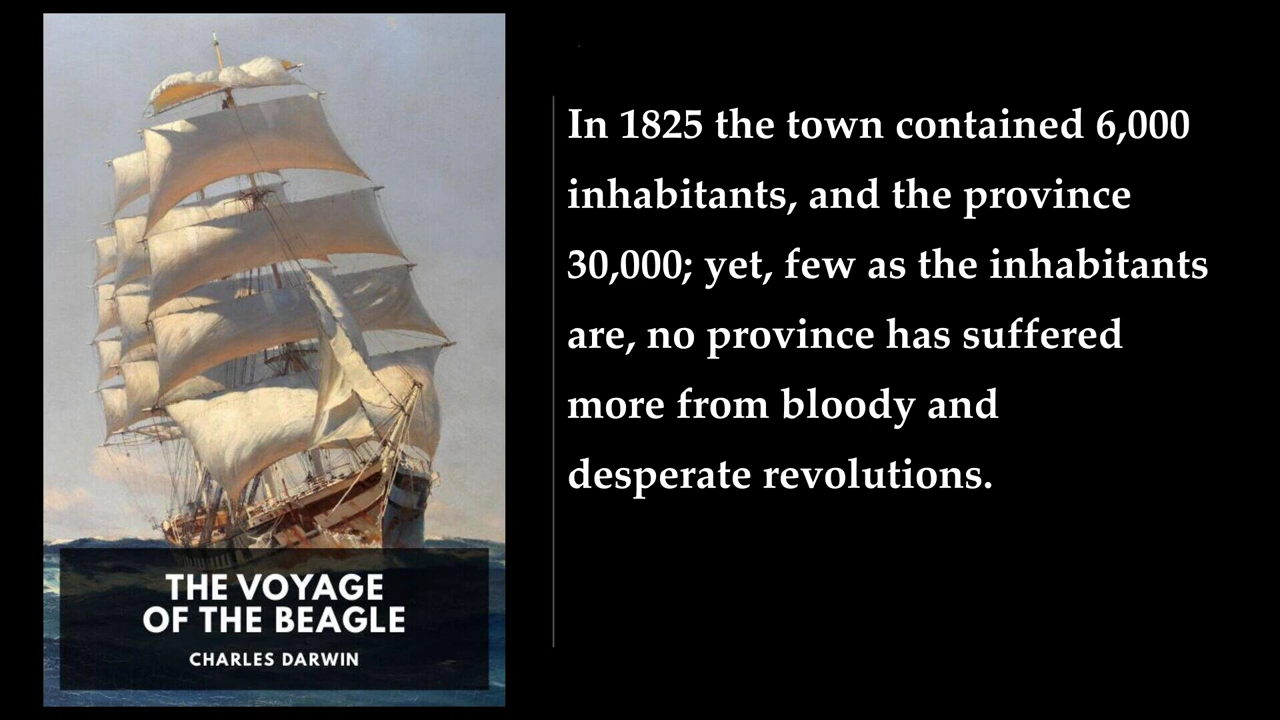 In 1825 the town contained 6,000
inhabitants, and the province
30,000; yet, few as the inhabitants
are, no province has suffered
more from bloody and
desperate revolutions.
THE VOYAGE
OF THE BEAGLE
CHARLES DARWIN